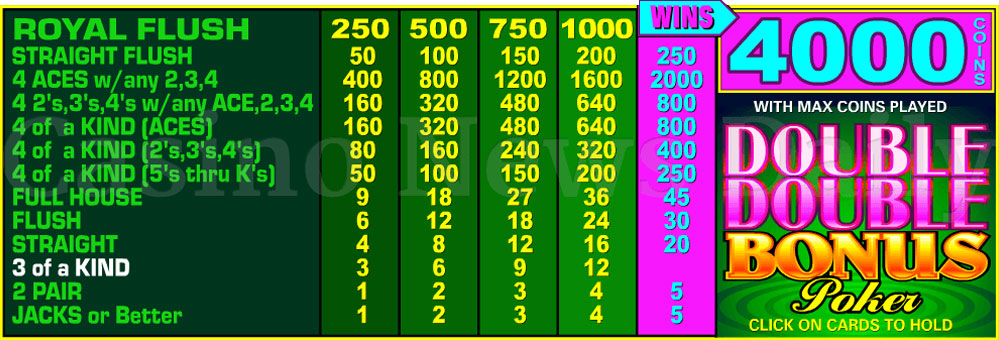 ROYAL FLUSH 250 500 750 1000 WINS 4000 COINS
STRAIGHT FLUSH 50 100 150 200 250
4 ACES w/any 2,3,4 400 800 1200 1600 2000
4 2's,3's,4's w/any ACE,2,3,4 160 320 480 640 800
4 of a KIND (ACES) 160 320 480 640 800
4 of a KIND (2's,3's,4's) 80 160 240 320 400
4 of a KIND (5's thru K's) 50 100 150 200 250
FULL HOUSE 9 18 27 36 45
FLUSH 6 12 18 24 30
STRAIGHT 4 8 12 16 20
3 of a KIND 3 6 9 12
2 PAIR 1 2 3 4 5
JACKS or Better 1 2 3 4 5
WITH MAX COINS PLAYED
DOUBLE
DOUBLE
BONUS
Poker
CLICK ON CARDS TO HOLD
Casino News Daily